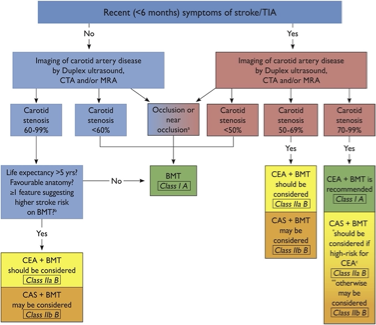 Recent (<6 months) symptoms of stroke/TIA
No
Yes
Imaging of carotid artery disease
by Duplex ultrasound,
CTA and/or MRA
Imaging of carotid artery disease
by Duplex ultrasound,
CTA and/or MRA
Carotid
stenosis
60-99%
Carotid
stenosis
<60%
Occlusion or
near
occlusionᵃ
Carotid
stenosis
<50%
Carotid
stenosis
50-69%
Carotid
stenosis
70-99%
Yes
Yes
Life expectancy >5 yrs?
Favourable anatomy?
≥1 feature suggesting
higher stroke risk
on BMT?ᵇ
No
BMT
Class I A
CEA + BMT
should be
considered
Class IIa B
CAS + BMT
may be
considered
Class IIb B
CEA + BMT is
recommended
Class I A
CAS + BMT
should be
considered if
high-risk for
CEAᶜ
Class IIa B
otherwise
may be
considered
Class IIb B
Yes
CEA + BMT
should be considered
Class IIa B
CAS + BMT
may be considered
Class IIb B